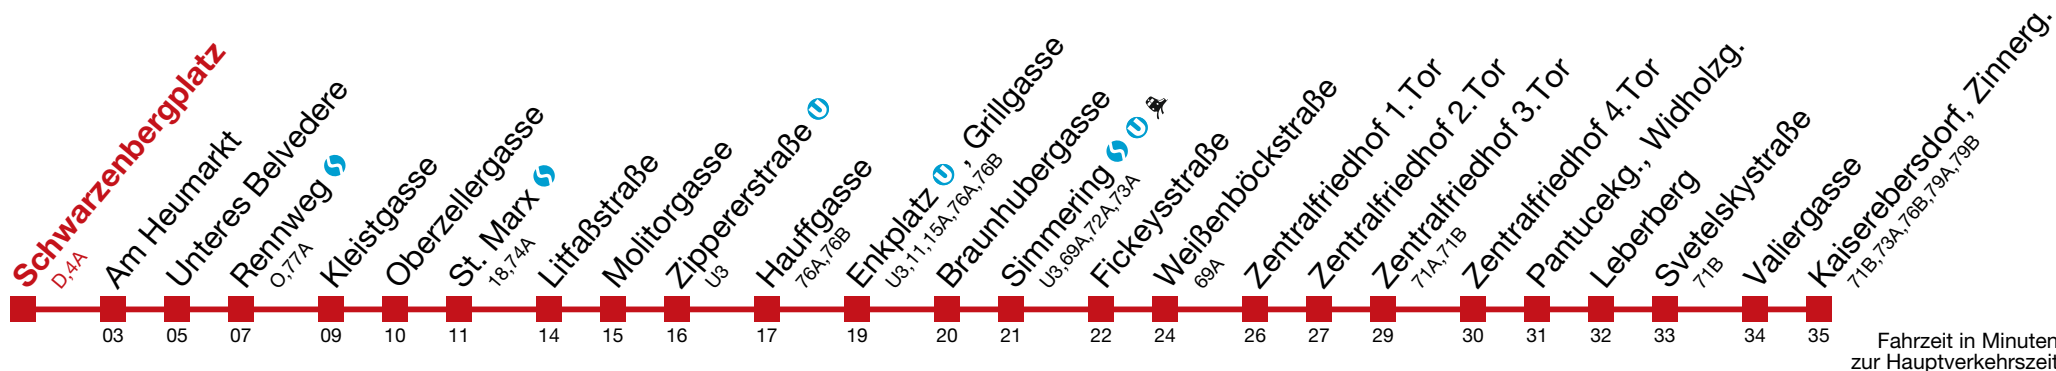 Schwarzenbergplatz
D,4A
Am Heumarkt
Unteres Belvedere
Rennweg
O,77A
Kleistgasse
Oberzellergasse
St. Marx
18,74A
Litfaßstraße
Molitorgasse
Zippererstraße U
U3
Hauffgasse
76A,76B
Enkplatz U, Grillgasse
U3,11,15A,76A,76B
Braunhubergasse
Simmering U
U3,69A,72A,73A
Fickeysstraße
Weißenböckstraße
69A
Zentralfriedhof 1.Tor
Zentralfriedhof 2.Tor
Zentralfriedhof 3.Tor
71A,71B
Zentralfriedhof 4.Tor
Pantucekg., Widholzg.
Leberberg
Svetelskystraße
71B
Valiergasse
Kaiserebersdorf, Zinnerg.
71B,73A,76B,79A,79B
03 05 07 09 10 11 14 15 16 17 19 20 21 22 24 26 27 29 30 31 32 33 34 35
Fahrzeit in Minuten
zur Hauptverkehrszeit